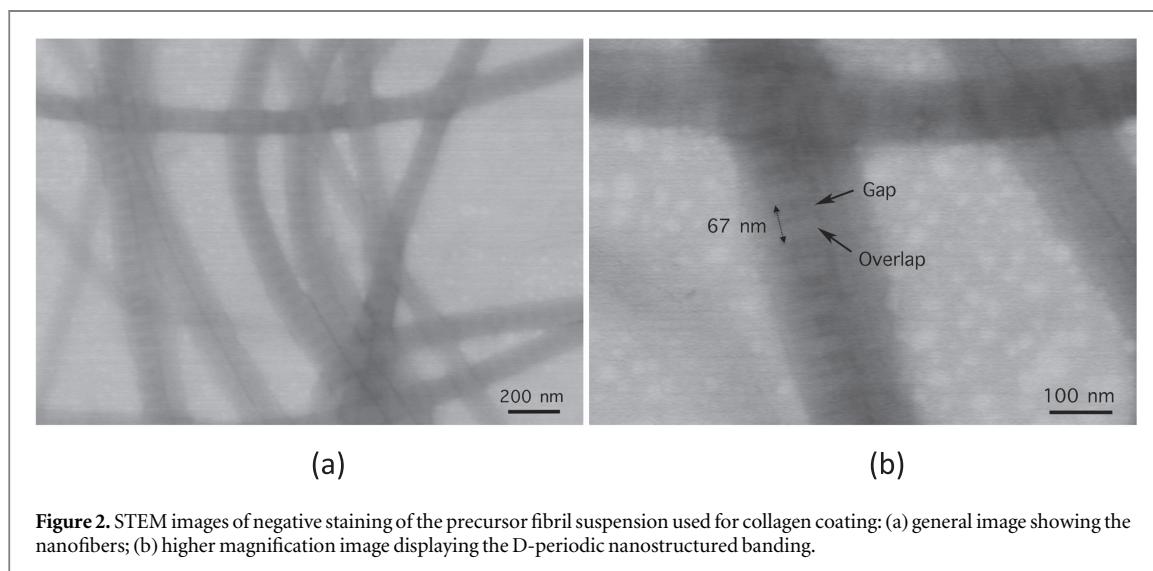 200 nm
67 nm
Gap
Overlap
100 nm
(a)
(b)
Figure 2. STEM images of negative staining of the precursor fibril suspension used for collagen coating: (a) general image showing the
nanofibers; (b) higher magnification image displaying the D-periodic nanostructured banding.